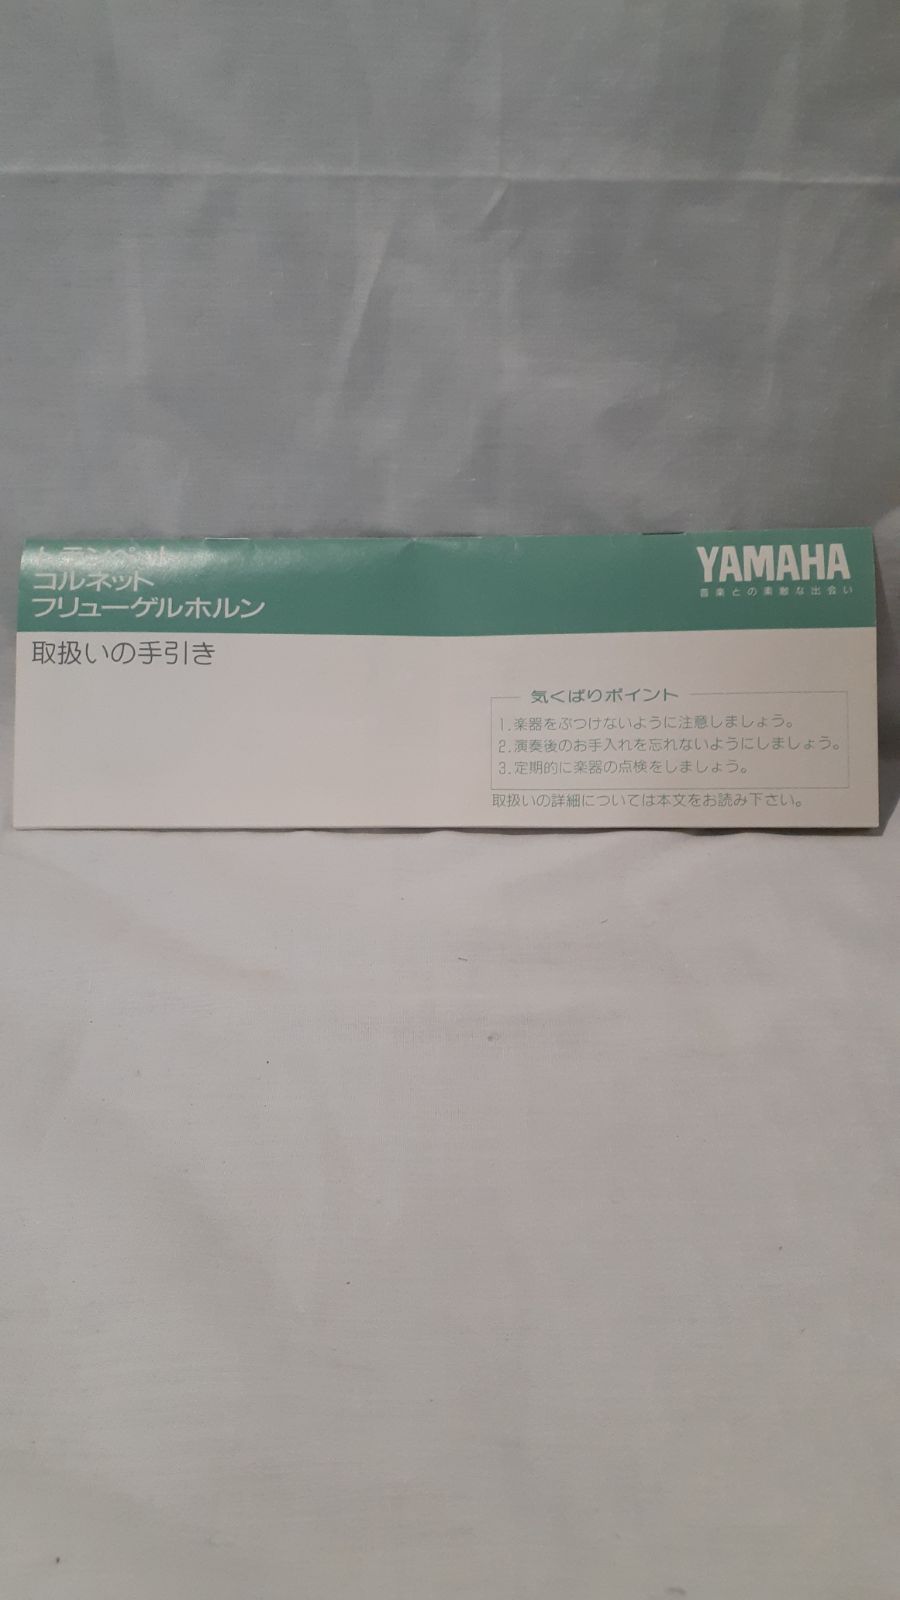 トランペット
コルネット
フリューゲルホルン
取扱いの手引き
YAMAHA
音楽との素敵な出会い
気くばりポイント
1.楽器をぶつけないように注意しましょう。
2.演奏後のお手入れを忘れないようにしましょう。
3.定期的に楽器の点検をしましょう。
取扱いの詳細については本文をお読み下さい。